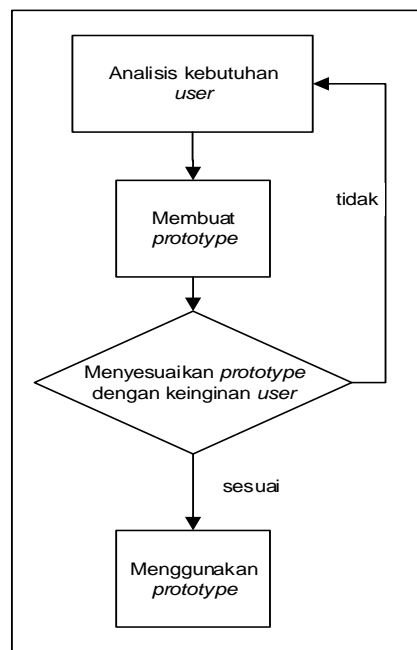 Analisis kebutuhan
user
tidak
Membuat
prototype
Menyesuaikan prototype
dengan keinginan user
sesuai
Menggunakan
prototype